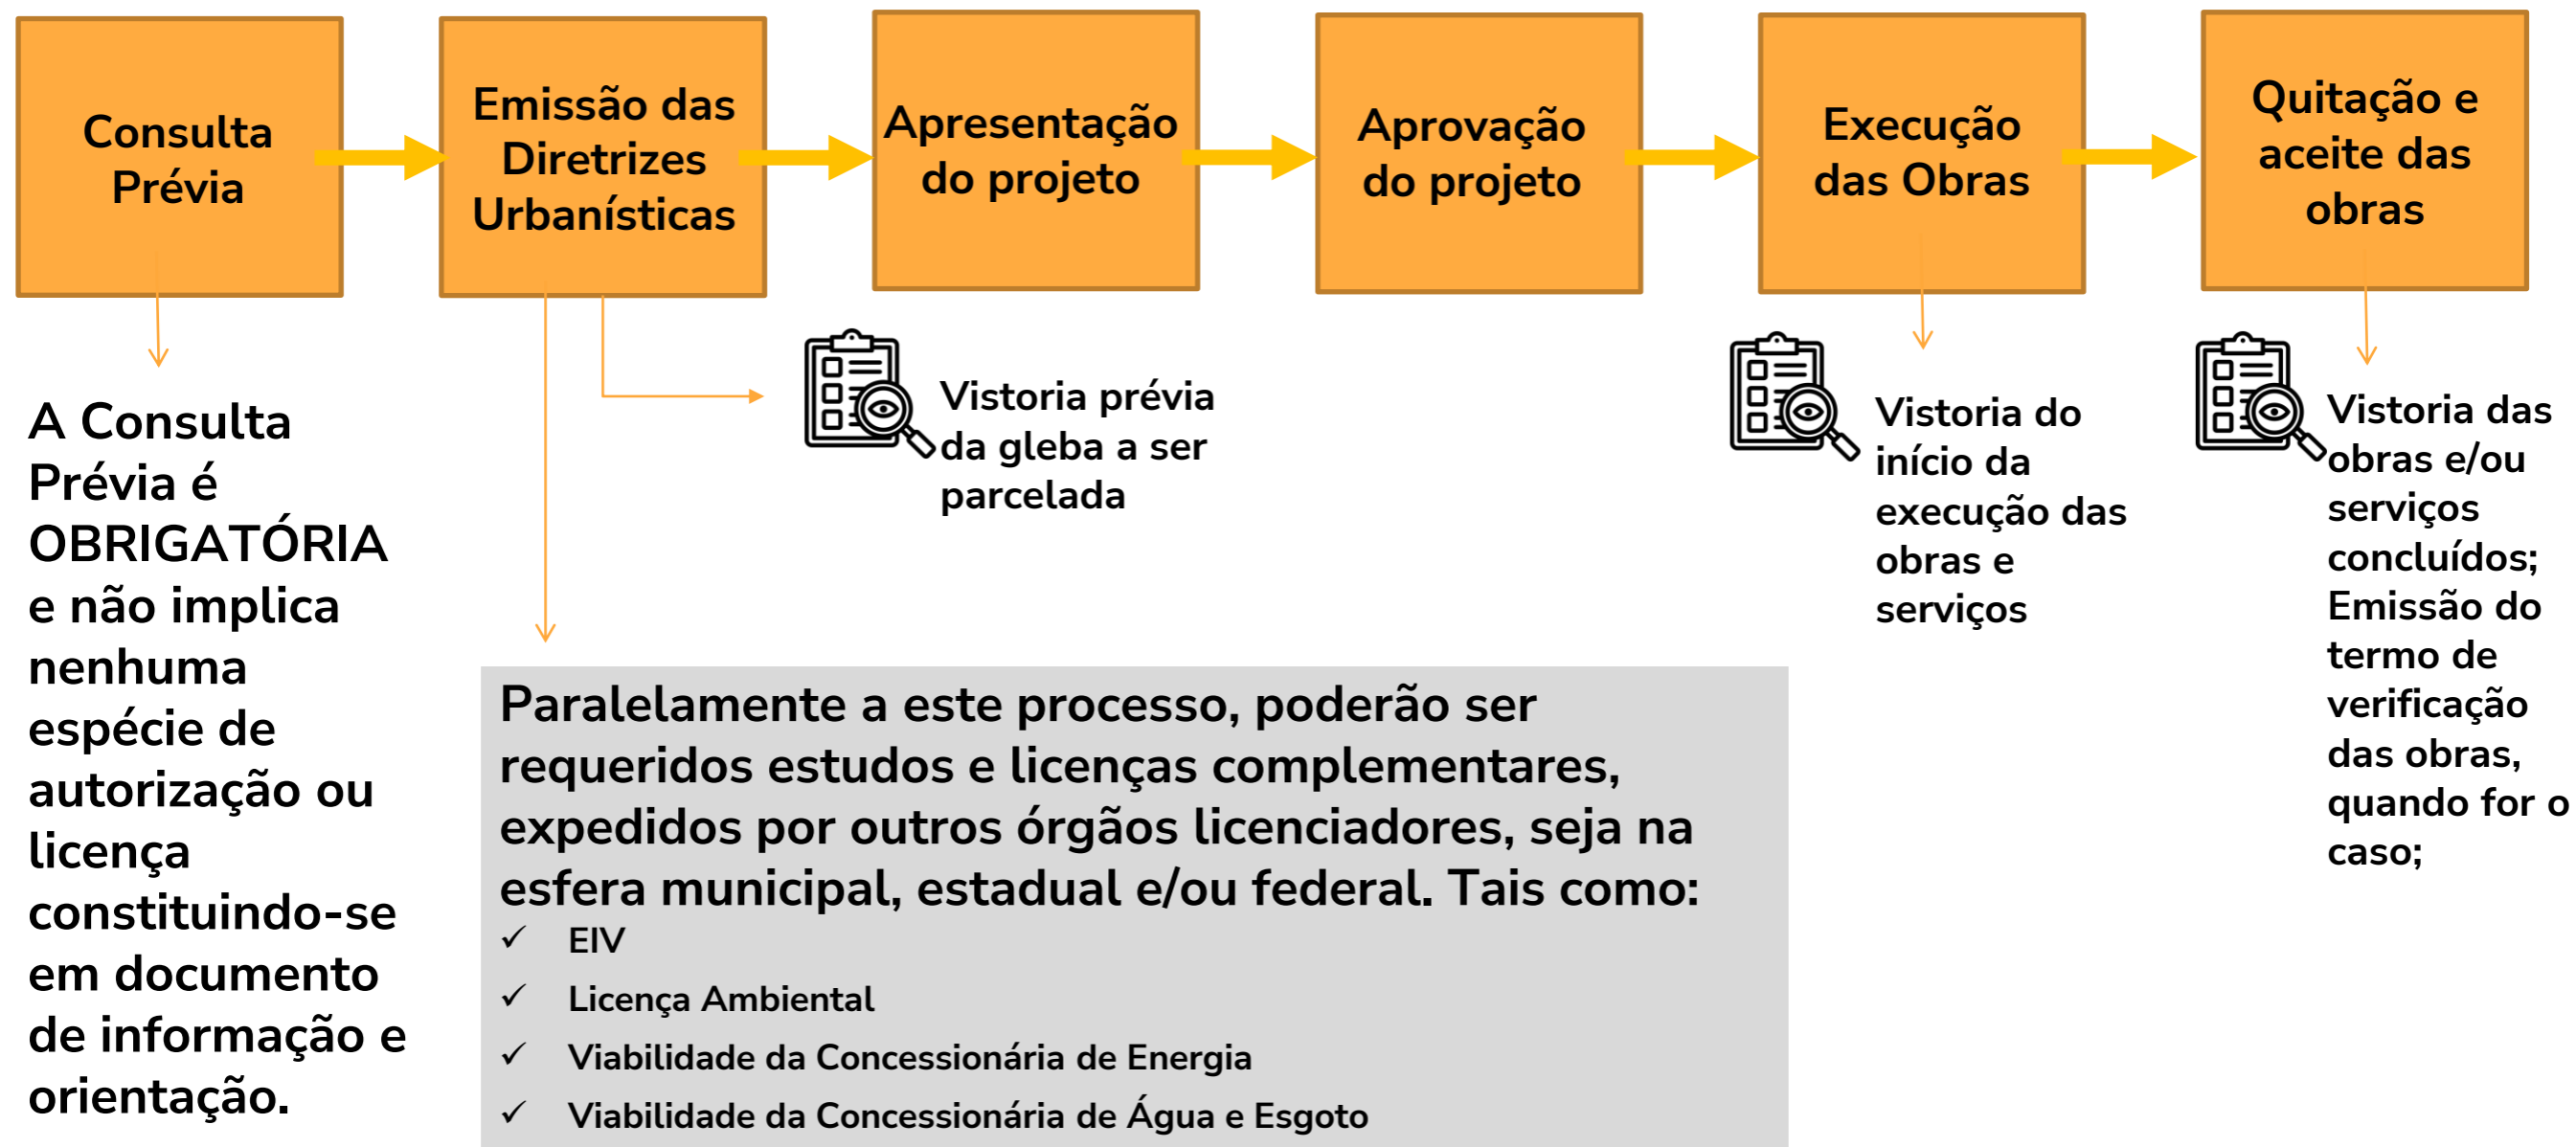 Consulta
Prévia
Emissão das
Diretrizes
Urbanísticas
Apresentação
do projeto
Aprovação
do projeto
Execução
das Obras
Quitação e
aceite das
obras
A Consulta
Prévia é
OBRIGATÓRIA
e não implica
nenhuma
espécie de
autorização ou
licença
constituindo-se
em documento
de informação e
orientação.
Vistoria prévia
da gleba a ser
parcelada
Vistoria do
início da
execução das
obras e
serviços
Vistoria das
obras e/ou
serviços
concluídos;
Emissão do
termo de
verificação
das obras,
quando for o
caso;
Paralelamente a este processo, poderão ser
requeridos estudos e licenças complementares,
expedidos por outros órgãos licenciadores, seja na
esfera municipal, estadual e/ou federal. Tais como:
✓ EIV
✓ Licença Ambiental
✓ Viabilidade da Concessionária de Energia
✓ Viabilidade da Concessionária de Água e Esgoto